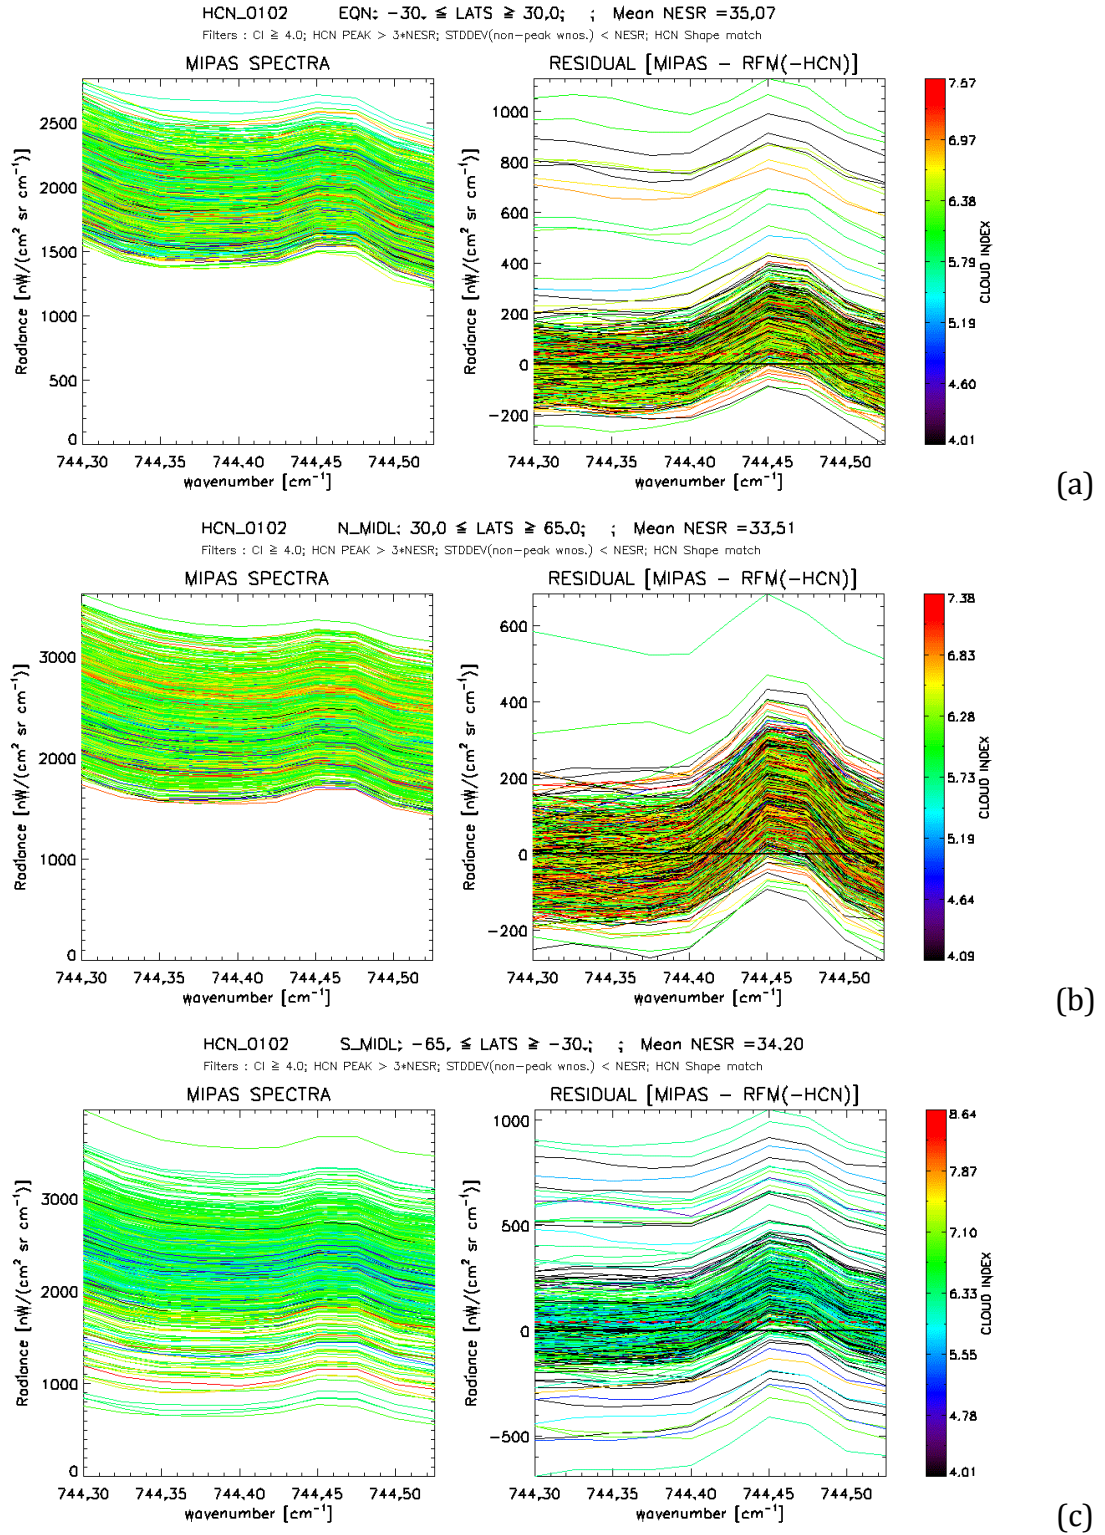 HCN_0102 EQN: -30. ≤ LATS ≥ 30.0; ; Mean NESR =35.07
Filters : CI ≥ 4.0; HCN PEAK > 3*NESR; STDDEV(non-peak wnos.) < NESR; HCN Shape match
MIPAS SPECTRA
RESIDUAL [MIPAS - RFM(-HCN)]
Radiance [nW/(cm² sr cm⁻¹)]
2500
2000
1500
1000
500
0
744.30 744.35 744.40 744.45 744.50
wavenumber [cm⁻¹]
Radiance [nW/(cm² sr cm⁻¹)]
1000
800
600
400
200
0
-200
744.30 744.35 744.40 744.45 744.50
wavenumber [cm⁻¹]
7.57
6.97
6.38
5.79
5.19
4.60
4.01
CLOUD INDEX
(a)
HCN_0102 N_MIDL: 30.0 ≤ LATS ≥ 65.0; ; Mean NESR =33.51
Filters : CI ≥ 4.0; HCN PEAK > 3*NESR; STDDEV(non-peak wnos.) < NESR; HCN Shape match
MIPAS SPECTRA
RESIDUAL [MIPAS - RFM(-HCN)]
Radiance [nW/(cm² sr cm⁻¹)]
3000
2000
1000
0
744.30 744.35 744.40 744.45 744.50
wavenumber [cm⁻¹]
Radiance [nW/(cm² sr cm⁻¹)]
600
400
200
0
-200
744.30 744.35 744.40 744.45 744.50
wavenumber [cm⁻¹]
7.38
6.83
6.28
5.73
5.19
4.64
4.09
CLOUD INDEX
(b)
HCN_0102 S_MIDL: -65. ≤ LATS ≥ -30.; ; Mean NESR =34.20
Filters : CI ≥ 4.0; HCN PEAK > 3*NESR; STDDEV(non-peak wnos.) < NESR; HCN Shape match
MIPAS SPECTRA
RESIDUAL [MIPAS - RFM(-HCN)]
Radiance [nW/(cm² sr cm⁻¹)]
3000
2000
1000
0
744.30 744.35 744.40 744.45 744.50
wavenumber [cm⁻¹]
Radiance [nW/(cm² sr cm⁻¹)]
1000
500
0
-500
744.30 744.35 744.40 744.45 744.50
wavenumber [cm⁻¹]
8.64
7.87
7.10
6.33
5.55
4.78
4.01
CLOUD INDEX
(c)